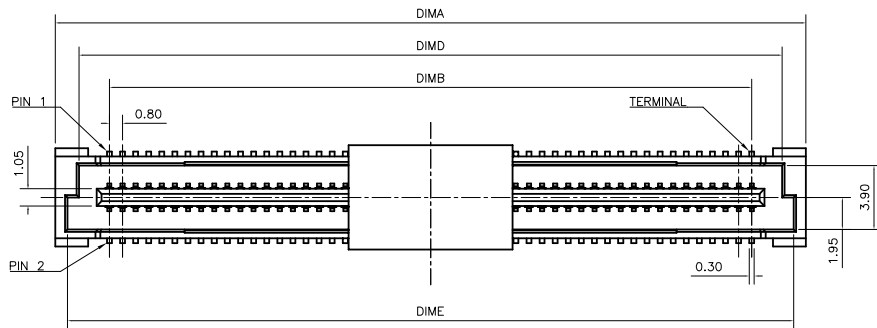 DIMA
DIMD
DIMB
PIN 1
0.80
TERMINAL
1.05
3.90
1.95
PIN 2
0.30
DIME